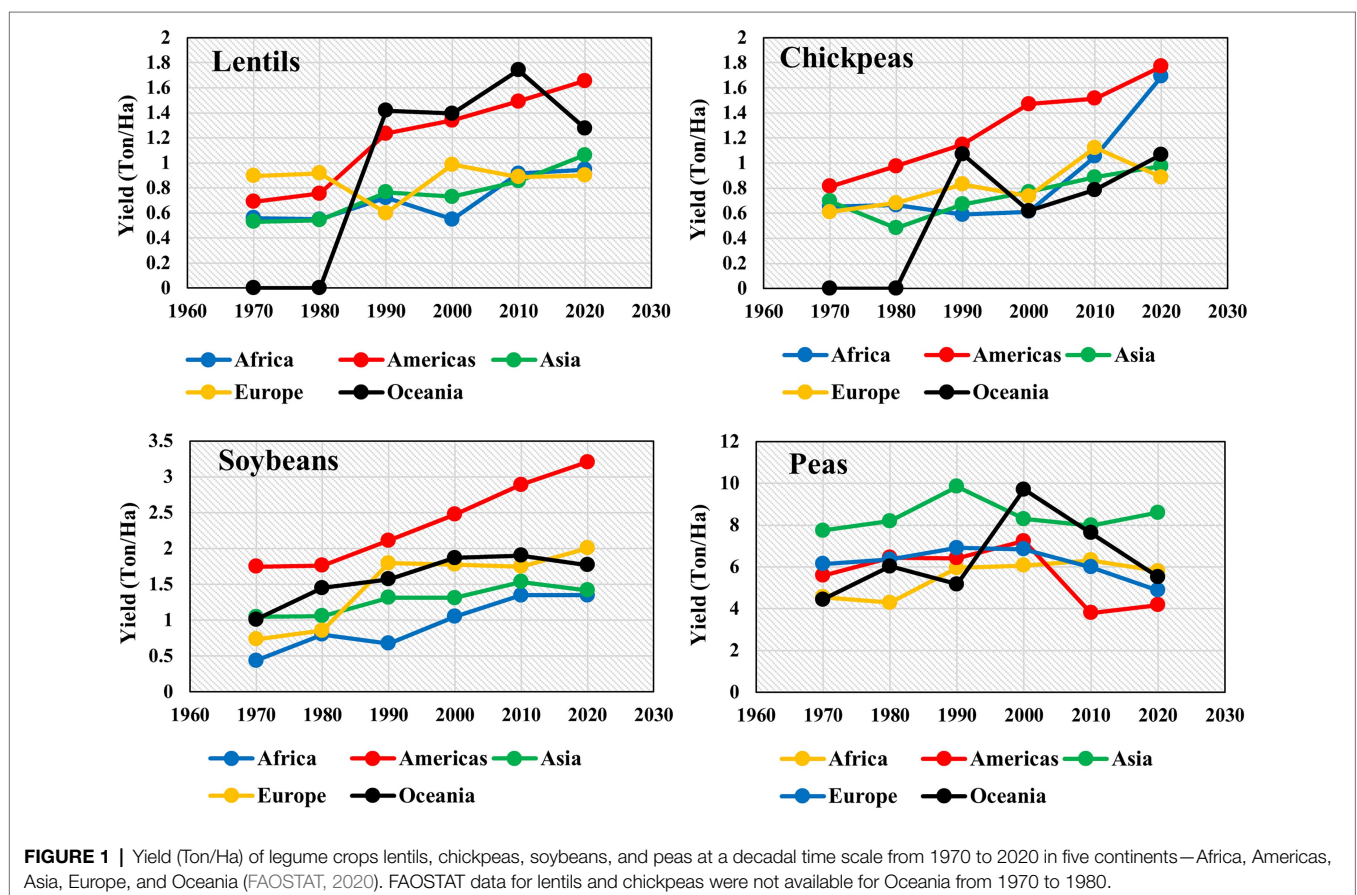 Lentils
Yield (Ton/Ha)
2
1.8
1.6
1.4
1.2
1
0.8
0.6
0.4
0.2
0
1960 1970 1980 1990 2000 2010 2020 2030
Africa Americas Asia
Europe Oceania
Chickpeas
Yield (Ton/Ha)
2
1.8
1.6
1.4
1.2
1
0.8
0.6
0.4
0.2
0
1960 1970 1980 1990 2000 2010 2020 2030
Africa Americas Asia
Europe Oceania
Soybeans
Yield (Ton/Ha)
3.5
3
2.5
2
1.5
1
0.5
0
1960 1970 1980 1990 2000 2010 2020 2030
Africa Americas Asia
Europe Oceania
Peas
Yield (Ton/Ha)
12
10
8
6
4
2
0
1960 1970 1980 1990 2000 2010 2020 2030
Africa Americas Asia
Europe Oceania
FIGURE 1 | Yield (Ton/Ha) of legume crops lentils, chickpeas, soybeans, and peas at a decadal time scale from 1970 to 2020 in five continents—Africa, Americas,
Asia, Europe, and Oceania (FAOSTAT, 2020). FAOSTAT data for lentils and chickpeas were not available for Oceania from 1970 to 1980.